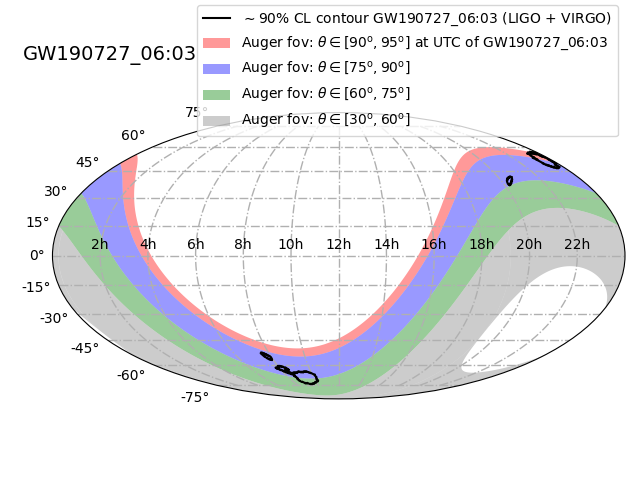 GW190727_06:03
~ 90% CL contour GW190727_06:03 (LIGO + VIRGO)
Auger fov: θ ∈ [90°, 95°] at UTC of GW190727_06:03
Auger fov: θ ∈ [75°, 90°]
Auger fov: θ ∈ [60°, 75°]
Auger fov: θ ∈ [30°, 60°]
75°
60°
45°
30°
15°
0°
2h 4h 6h 8h 10h 12h 14h 16h 18h 20h 22h
-15°
-30°
-45°
-60°
-75°